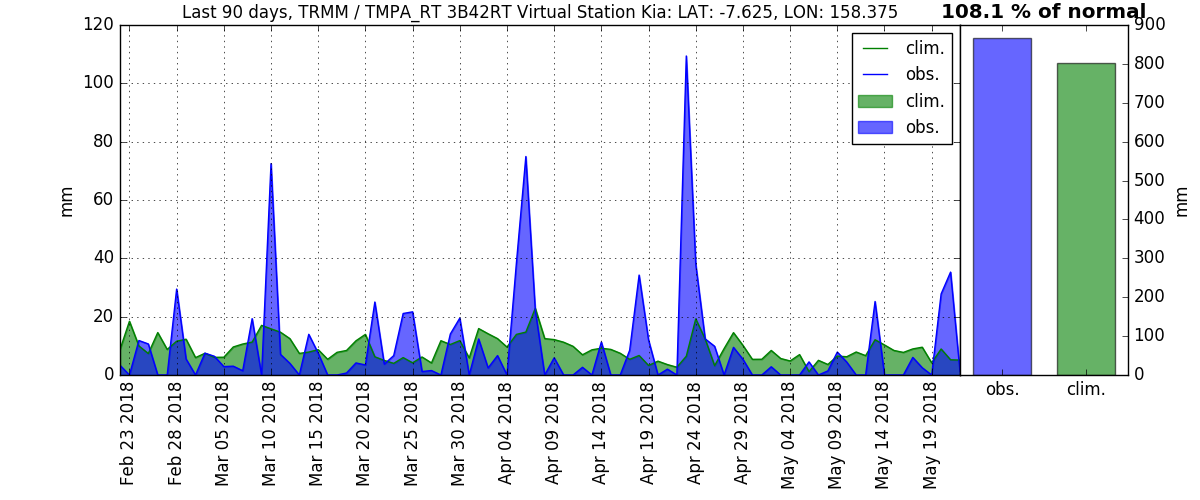 Last 90 days, TRMM / TMPA_RT 3B42RT Virtual Station Kia: LAT: -7.625, LON: 158.375
108.1 % of normal
120
100
80
60
40
20
0
mm
clim.
obs.
clim.
obs.
900
800
700
600
500
400
300
200
100
0
mm
Feb 23 2018
Feb 28 2018
Mar 05 2018
Mar 10 2018
Mar 15 2018
Mar 20 2018
Mar 25 2018
Mar 30 2018
Apr 04 2018
Apr 09 2018
Apr 14 2018
Apr 19 2018
Apr 24 2018
Apr 29 2018
May 04 2018
May 09 2018
May 14 2018
May 19 2018
obs.
clim.